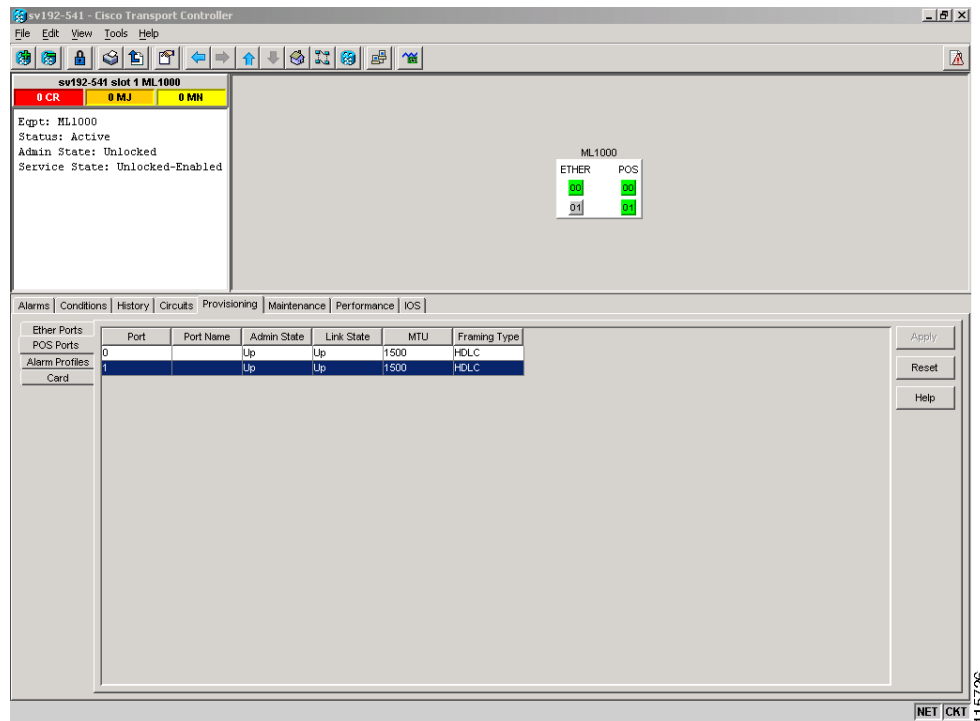 sv192-541 - Cisco Transport Controller
File Edit View Tools Help
sv192-541 slot 1 ML1000
0 CR 0 MJ 0 MN
Eqpt: ML1000
Status: Active
Admin State: Unlocked
Service State: Unlocked-Enabled
ML1000
ETHER POS
00 00
01 01
Alarms Conditions History Circuits Provisioning Maintenance Performance IOS
Ether Ports
POS Ports
Alarm Profiles
Card
Port Port Name Admin State Link State MTU Framing Type
0 Up Up 1500 HDLC
1 Up Up 1500 HDLC
Apply
Reset
Help
NET CKT